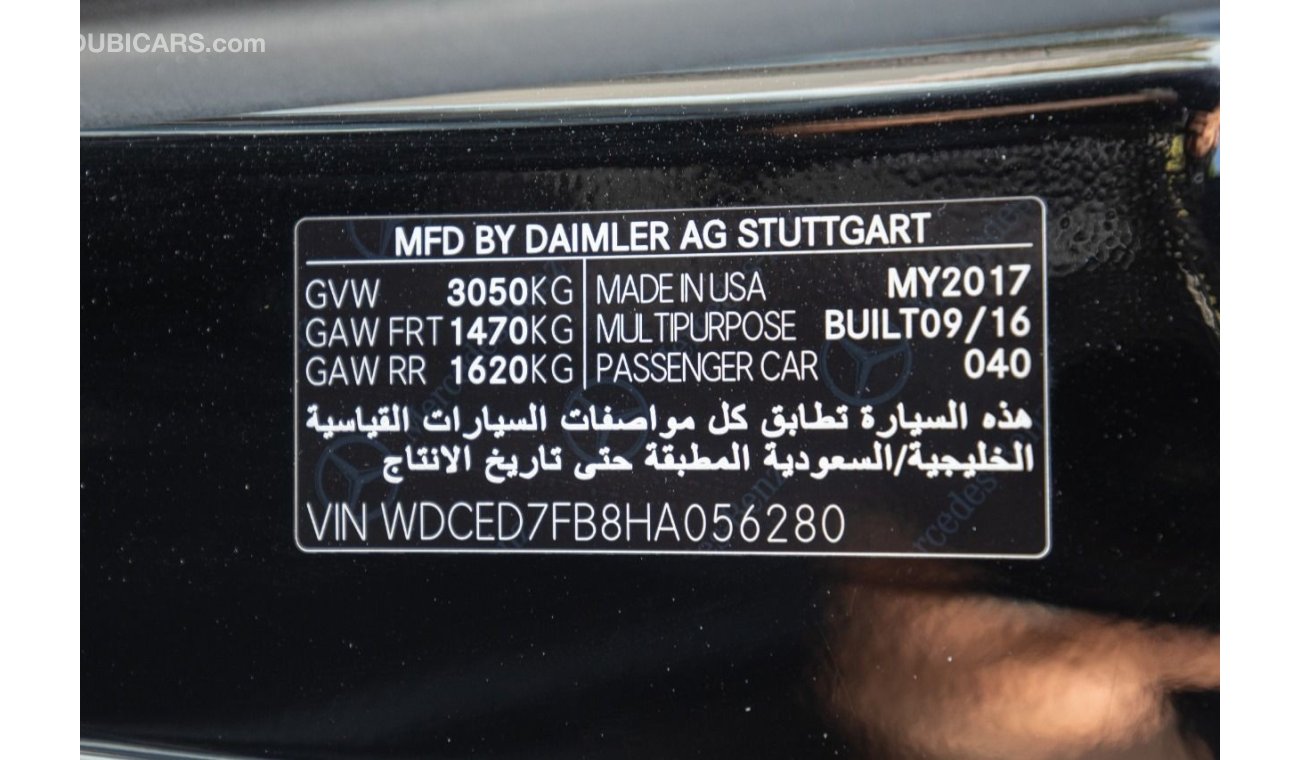 DUBICARS.com
MFD BY DAIMLER AG STUTTGART
GVW 3050KG MADE IN USA MY2017
GAW FRT 1470KG MULTIPURPOSE BUILT09/16
GAW RR 1620KG PASSENGER CAR 040
هذه السيارة تطابق كل مواصفات السيارات القياسية
الخليجية/السعودية المطبقة حتى تاريخ الانتاج
VIN WDCED7FB8HA056280